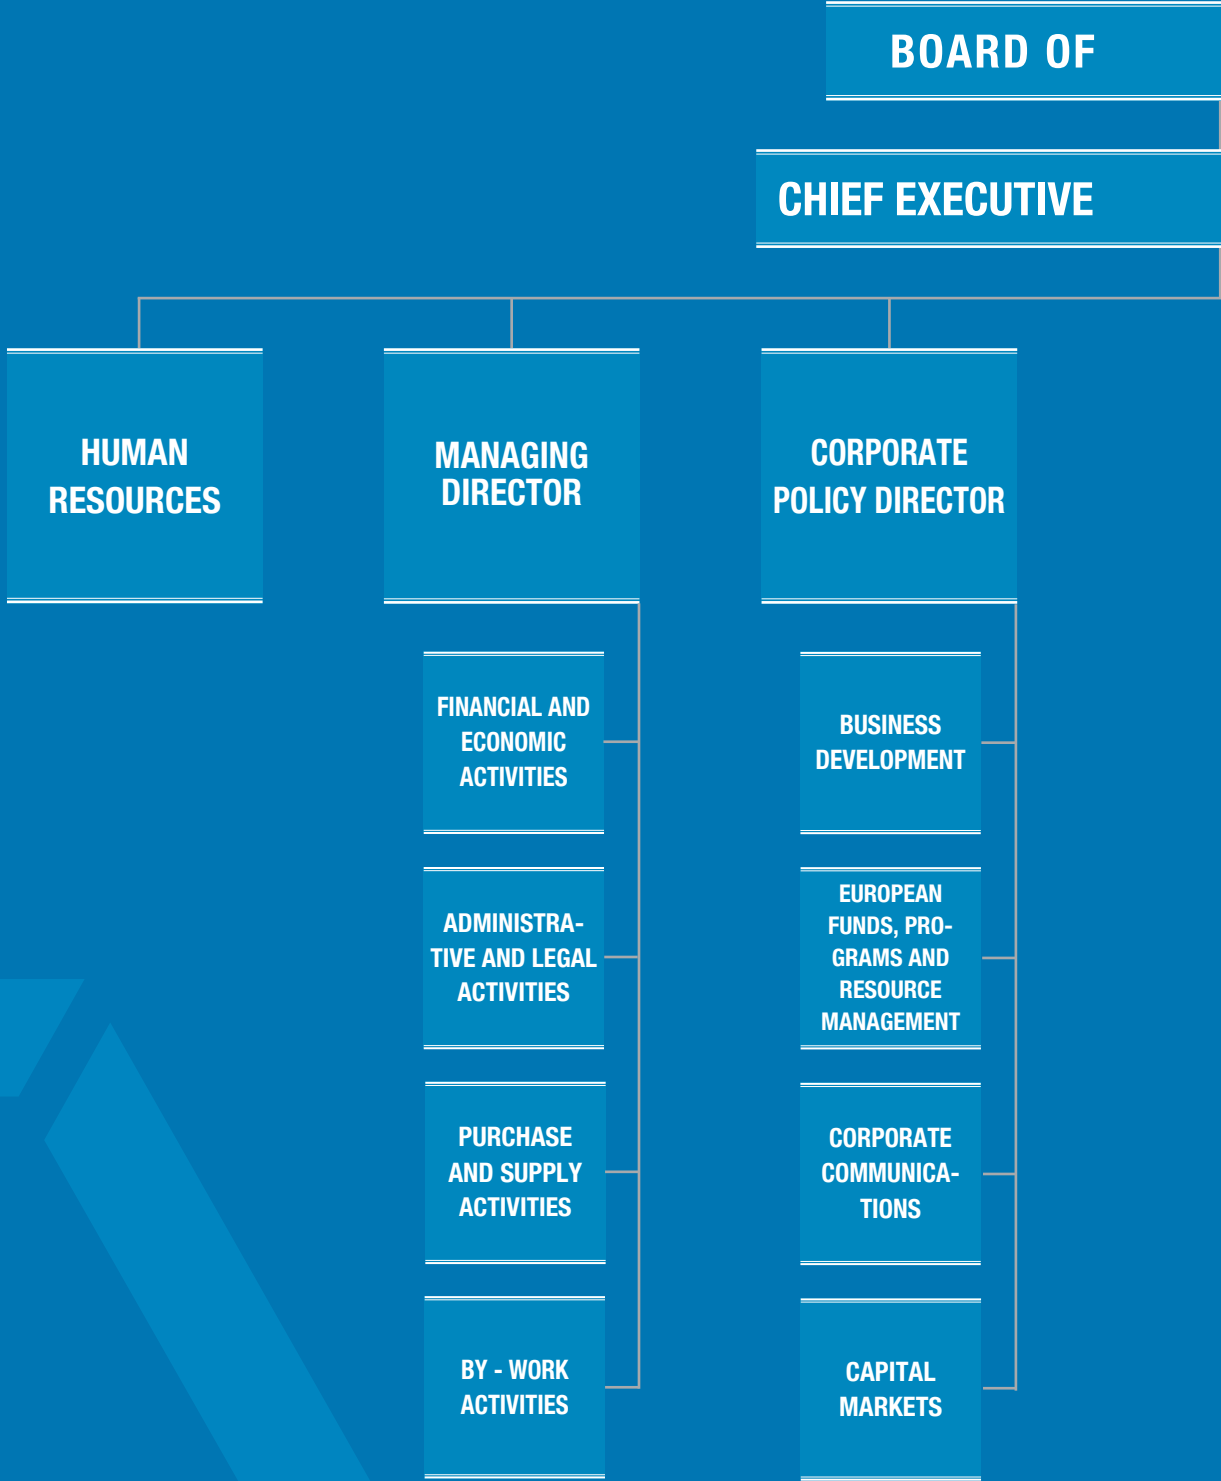 BOARD OF
CHIEF EXECUTIVE
HUMAN
RESOURCES
MANAGING
DIRECTOR
CORPORATE
POLICY DIRECTOR
FINANCIAL AND
ECONOMIC
ACTIVITIES
BUSINESS
DEVELOPMENT
ADMINISTRA-
TIVE AND LEGAL
ACTIVITIES
EUROPEAN
FUNDS, PRO-
GRAMS AND
RESOURCE
MANAGEMENT
PURCHASE
AND SUPPLY
ACTIVITIES
CORPORATE
COMMUNICA-
TIONS
BY - WORK
ACTIVITIES
CAPITAL
MARKETS